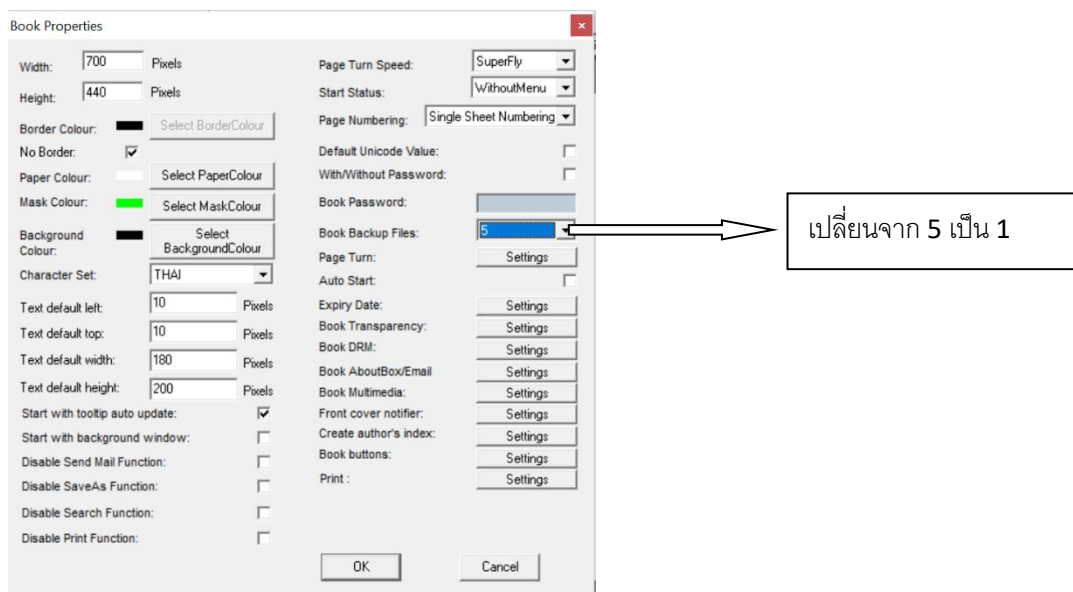 Book Properties
Width: 700 Pixels
Height: 440 Pixels
Border Colour: Select BorderColour
No Border:
Paper Colour: Select PaperColour
Mask Colour: Select MaskColour
Background Colour: Select BackgroundColour
Character Set: THAI
Text default left: 10 Pixels
Text default top: 10 Pixels
Text default width: 180 Pixels
Text default height: 200 Pixels
Start with tooltip auto update:
Start with background window:
Disable Send Mail Function:
Disable SaveAs Function:
Disable Search Function:
Disable Print Function:
Page Turn Speed: SuperFly
Start Status: WithoutMenu
Page Numbering: Single Sheet Numbering
Default Unicode Value:
With/Without Password:
Book Password:
Book Backup Files: 5
Page Turn: Settings
Auto Start:
Expiry Date: Settings
Book Transparency: Settings
Book DRM: Settings
Book AboutBox/Email Settings
Book Multimedia: Settings
Front cover notifier: Settings
Create author's index: Settings
Book buttons: Settings
Print : Settings
OK Cancel
เปลี่ยนจาก 5 เป็น 1